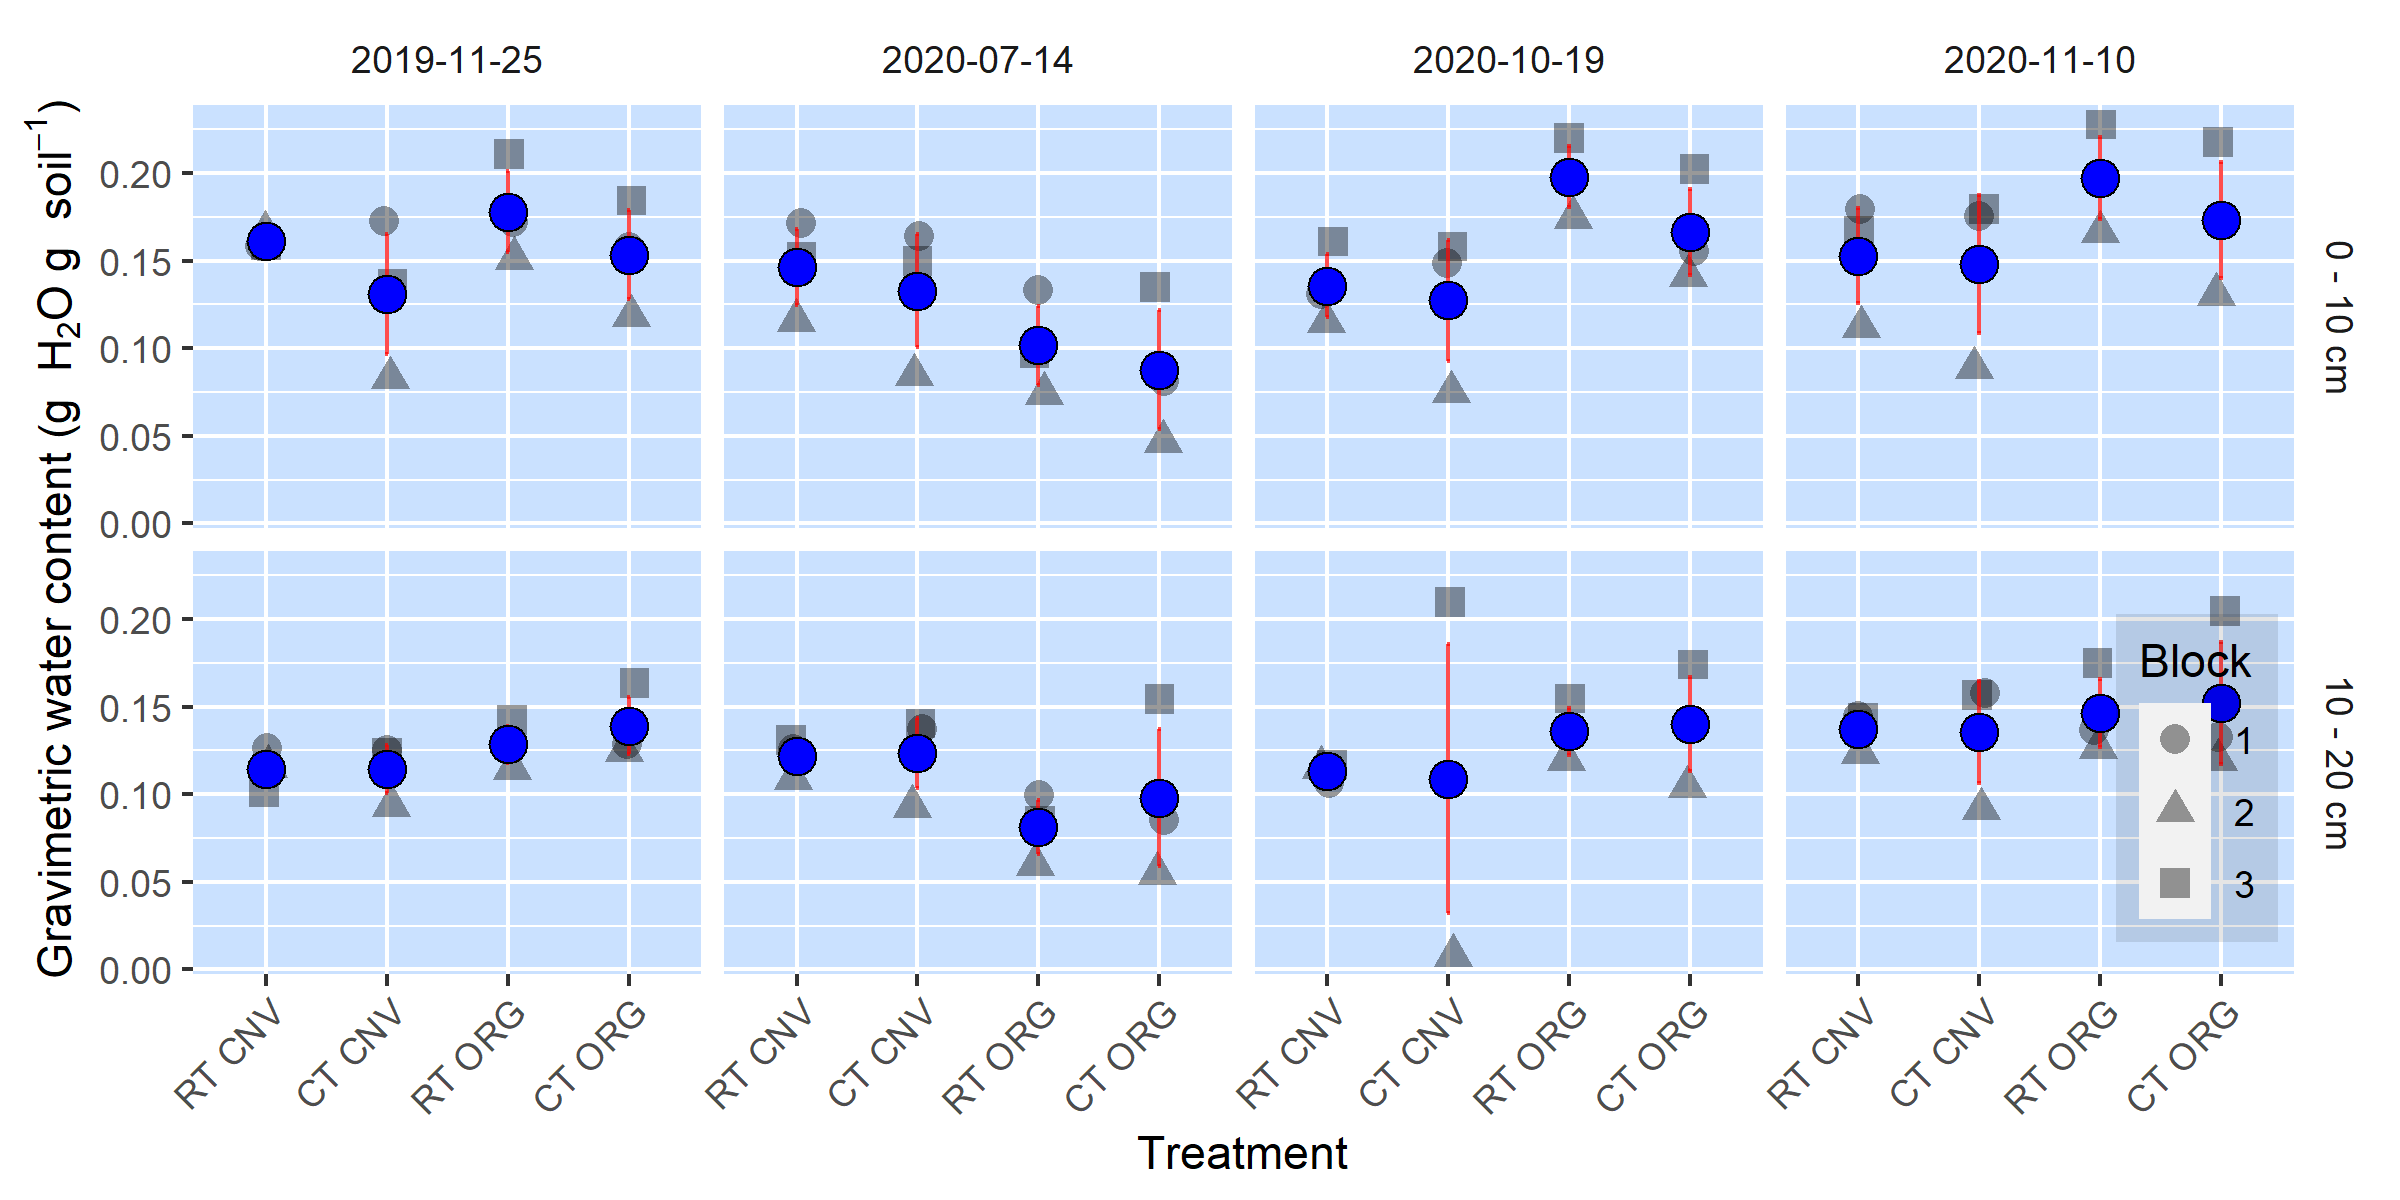 2019-11-25 2020-07-14 2020-10-19 2020-11-10
Gravimetric water content (g H₂O g soil⁻¹)
0.20
0.15
0.10
0.05
0.00
0 - 10 cm
0.20
0.15
0.10
0.05
0.00
10 - 20 cm
Block
1
2
3
RT CNV CT CNV RT ORG CT ORG RT CNV CT CNV RT ORG CT ORG RT CNV CT CNV RT ORG CT ORG RT CNV CT CNV RT ORG CT ORG
Treatment